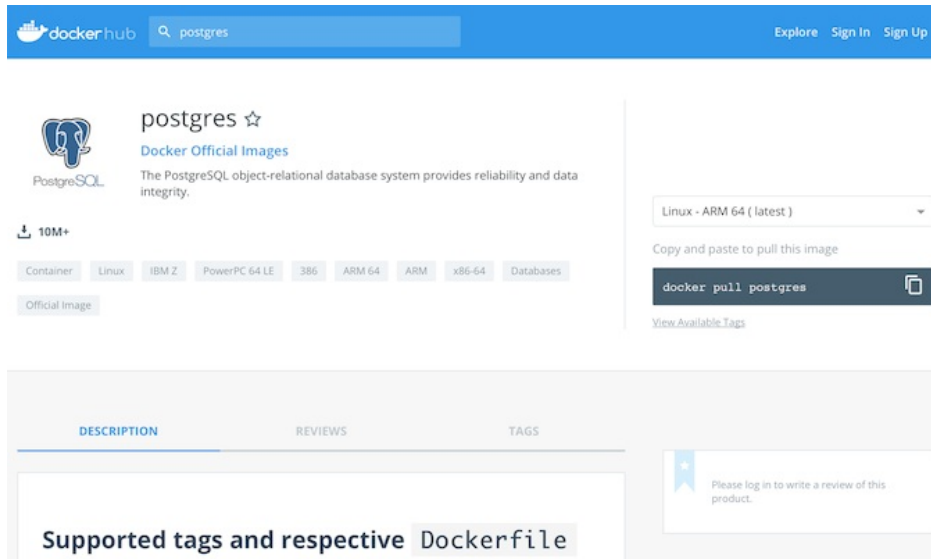 dockerhub
postgres
Explore Sign In Sign Up
PostgreSQL
postgres
Docker Official Images
The PostgreSQL object-relational database system provides reliability and data
integrity.
10M+
Container Linux IBM Z PowerPC 64 LE 386 ARM 64 ARM x86-64 Databases
Official Image
Linux - ARM 64 ( latest )
Copy and paste to pull this image
docker pull postgres
View Available Tags
DESCRIPTION REVIEWS TAGS
Please log in to write a review of this
product.
Supported tags and respective Dockerfile